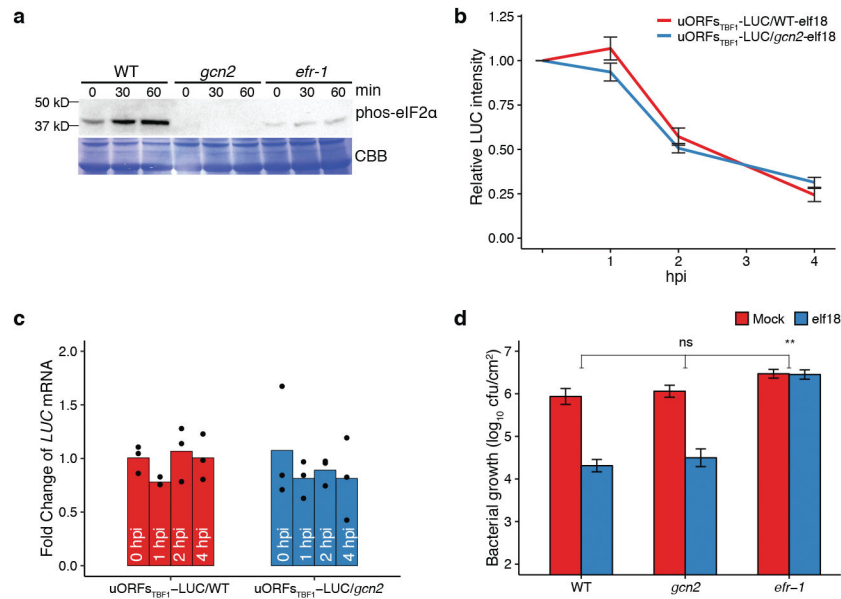 a
WT gcn2 efr-1
0 30 60 0 30 60 0 30 60 min
50 kD
phos-eIF2α
37 kD
CBB
b
uORFsTBF1-LUC/WT-elf18
uORFsTBF1-LUC/gcn2-elf18
Relative LUC intensity
1.25
1.00
0.75
0.50
0.25
0.00
1 2 3 4
hpi
c
Fold Change of LUC mRNA
2.0
1.5
1.0
0.5
0.0
0 hpi 1 hpi 2 hpi 4 hpi 0 hpi 1 hpi 2 hpi 4 hpi
uORFsTBF1–LUC/WT uORFsTBF1–LUC/gcn2
d
Mock elf18
ns **
Bacterial growth (log10 cfu/cm²)
7
6
5
4
3
2
WT gcn2 efr–1